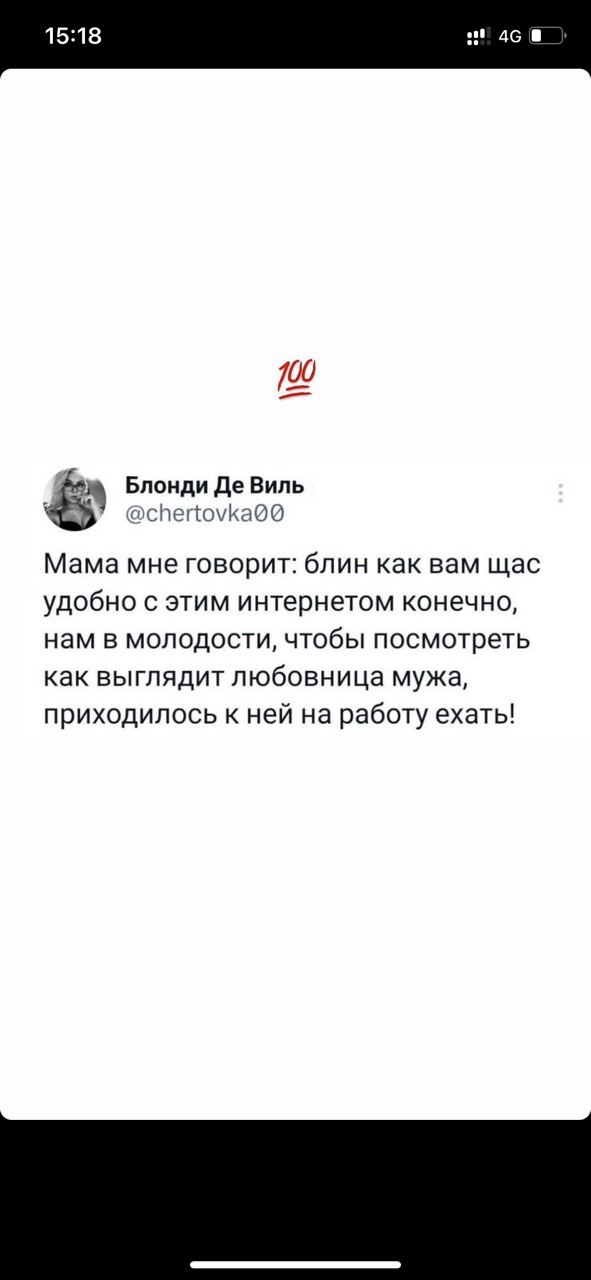 15:18
4G
💯
Блонди Де Виль
@chertovka00
Мама мне говорит: блин как вам щас
удобно с этим интернетом конечно,
нам в молодости, чтобы посмотреть
как выглядит любовница мужа,
приходилось к ней на работу ехать!